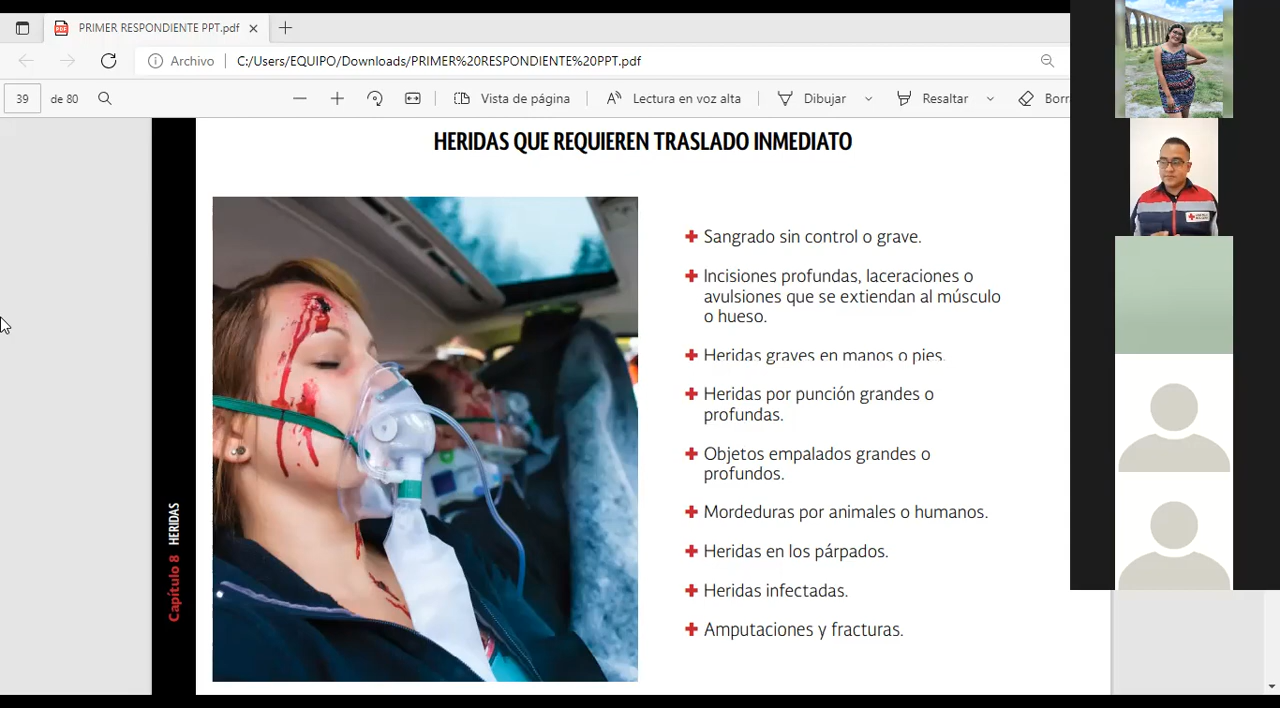 PRIMER RESPONDIENTE PPT.pdf
Archivo
C:/Users/EQUIPO/Downloads/PRIMER%20RESPONDIENTE%20PPT.pdf
39 de 80
Vista de página
Lectura en voz alta
Dibujar
Resaltar
Borr
HERIDAS QUE REQUIEREN TRASLADO INMEDIATO
Sangrado sin control o grave.
Incisiones profundas, laceraciones o
avulsiones que se extiendan al músculo
o hueso.
Heridas graves en manos o pies.
Heridas por punción grandes o
profundas.
Objetos empalados grandes o
profundos.
Mordeduras por animales o humanos.
Heridas en los párpados.
Heridas infectadas.
Amputaciones y fracturas.
Capítulo 8 HERIDAS